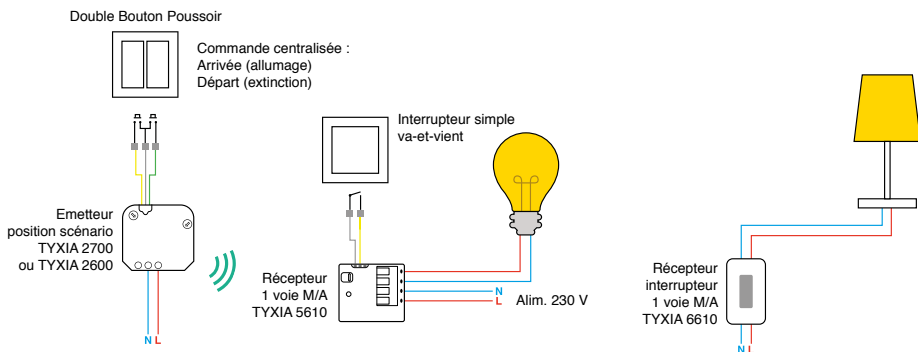 Double Bouton Poussoir
Commande centralisée :
Arrivée (allumage)
Départ (extinction)
Emetteur
position scénario
TYXIA 2700
ou TYXIA 2600
N L
Interrupteur simple
va-et-vient
Récepteur
1 voie M/A
TYXIA 5610
N
L
Alim. 230 V
Récepteur
interrupteur
1 voie M/A
TYXIA 6610
N L